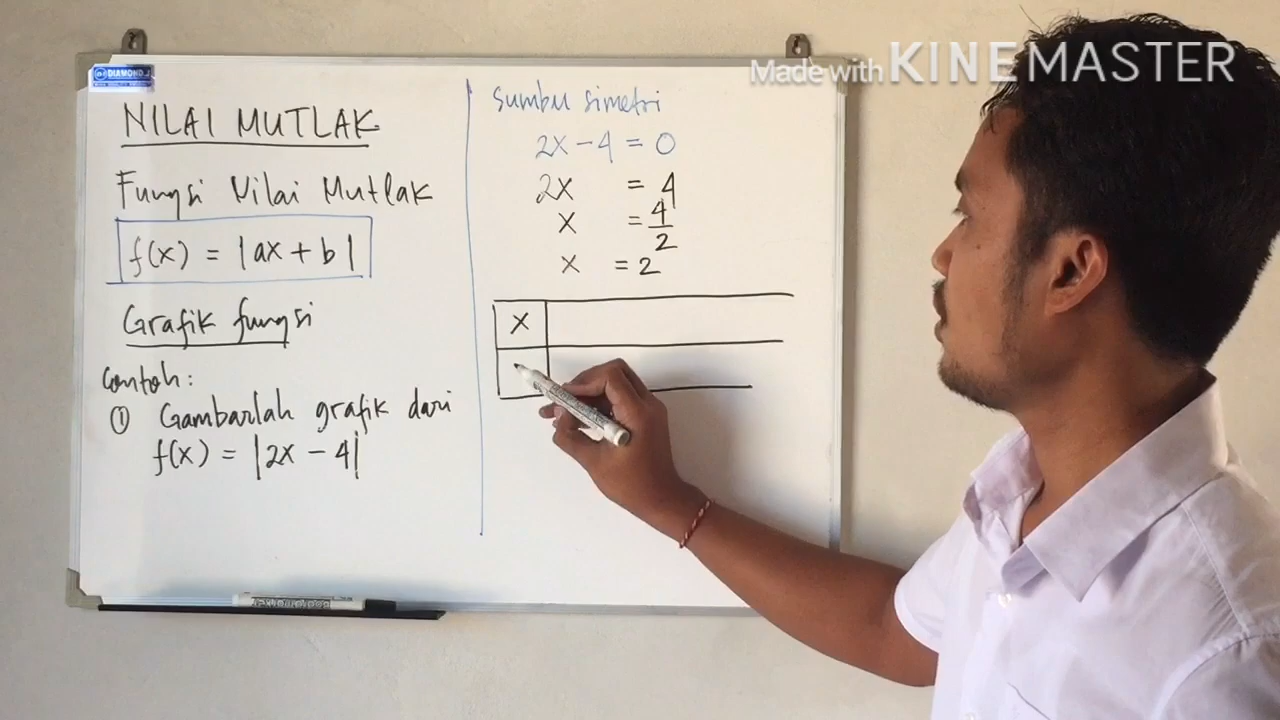 Made with KINEMASTER
DIAMOND
NILAI MUTLAK
Fungsi Nilai Mutlak
f(x) = |ax + b|
Grafik fungsi
Contoh:
① Gambarlah grafik dari
f(x) = |2x - 4|
Sumbu simetri
2x - 4 = 0
2x = 4
x = 4/2
x = 2
x